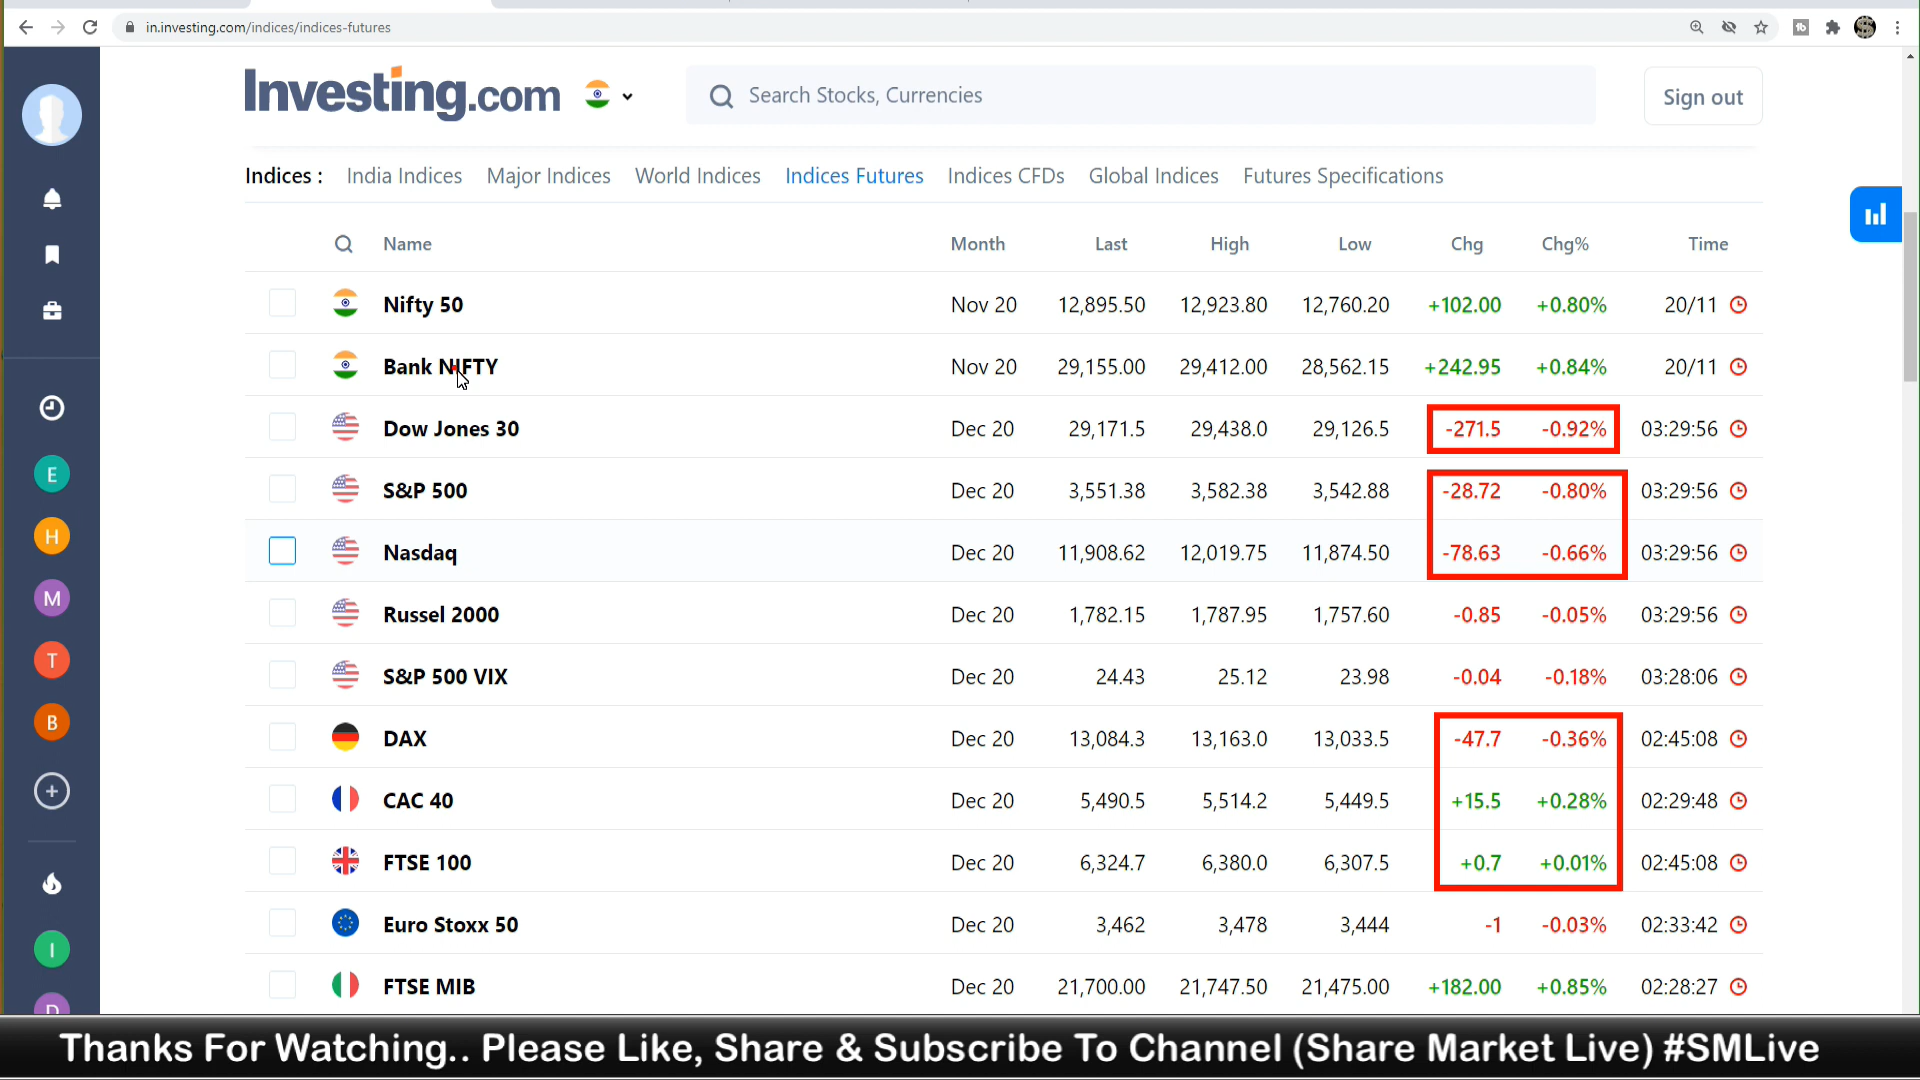 in.investing.com/indices/indices-futures
Investing.com
Search Stocks, Currencies
Sign out
Indices : India Indices Major Indices World Indices Indices Futures Indices CFDs Global Indices Futures Specifications
Name Month Last High Low Chg Chg% Time
Nifty 50 Nov 20 12,895.50 12,923.80 12,760.20 +102.00 +0.80% 20/11
Bank NIFTY Nov 20 29,155.00 29,412.00 28,562.15 +242.95 +0.84% 20/11
Dow Jones 30 Dec 20 29,171.5 29,438.0 29,126.5 -271.5 -0.92% 03:29:56
S&P 500 Dec 20 3,551.38 3,582.38 3,542.88 -28.72 -0.80% 03:29:56
Nasdaq Dec 20 11,908.62 12,019.75 11,874.50 -78.63 -0.66% 03:29:56
Russel 2000 Dec 20 1,782.15 1,787.95 1,757.60 -0.85 -0.05% 03:29:56
S&P 500 VIX Dec 20 24.43 25.12 23.98 -0.04 -0.18% 03:28:06
DAX Dec 20 13,084.3 13,163.0 13,033.5 -47.7 -0.36% 02:45:08
CAC 40 Dec 20 5,490.5 5,514.2 5,449.5 +15.5 +0.28% 02:29:48
FTSE 100 Dec 20 6,324.7 6,380.0 6,307.5 +0.7 +0.01% 02:45:08
Euro Stoxx 50 Dec 20 3,462 3,478 3,444 -1 -0.03% 02:33:42
FTSE MIB Dec 20 21,700.00 21,747.50 21,475.00 +182.00 +0.85% 02:28:27
E
H
M
T
B
I
D
Thanks For Watching.. Please Like, Share & Subscribe To Channel (Share Market Live) #SMLive